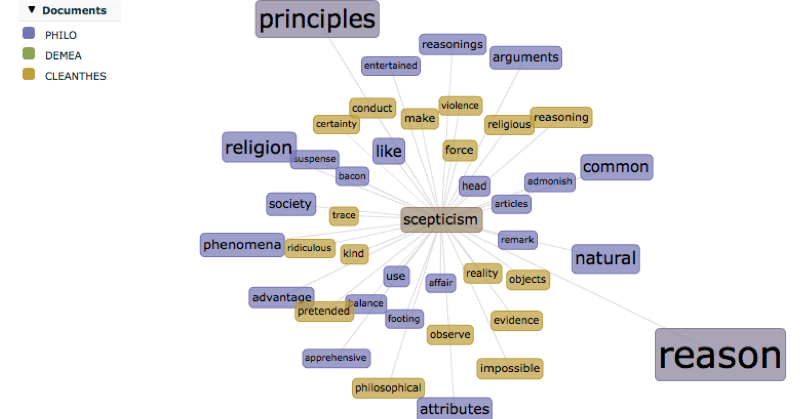 ▼ Documents
PHILO
DEMEA
CLEANTHES
principles
reasonings
arguments
entertained
conduct
violence
make
certainty
religious
reasoning
religion
like
force
suspense
common
bacon
head
admonish
society
articles
trace
scepticism
phenomena
ridiculous
kind
remark
natural
use
affair
reality
objects
advantage
balance
pretended
footing
evidence
observe
reason
apprehensive
impossible
philosophical
attributes